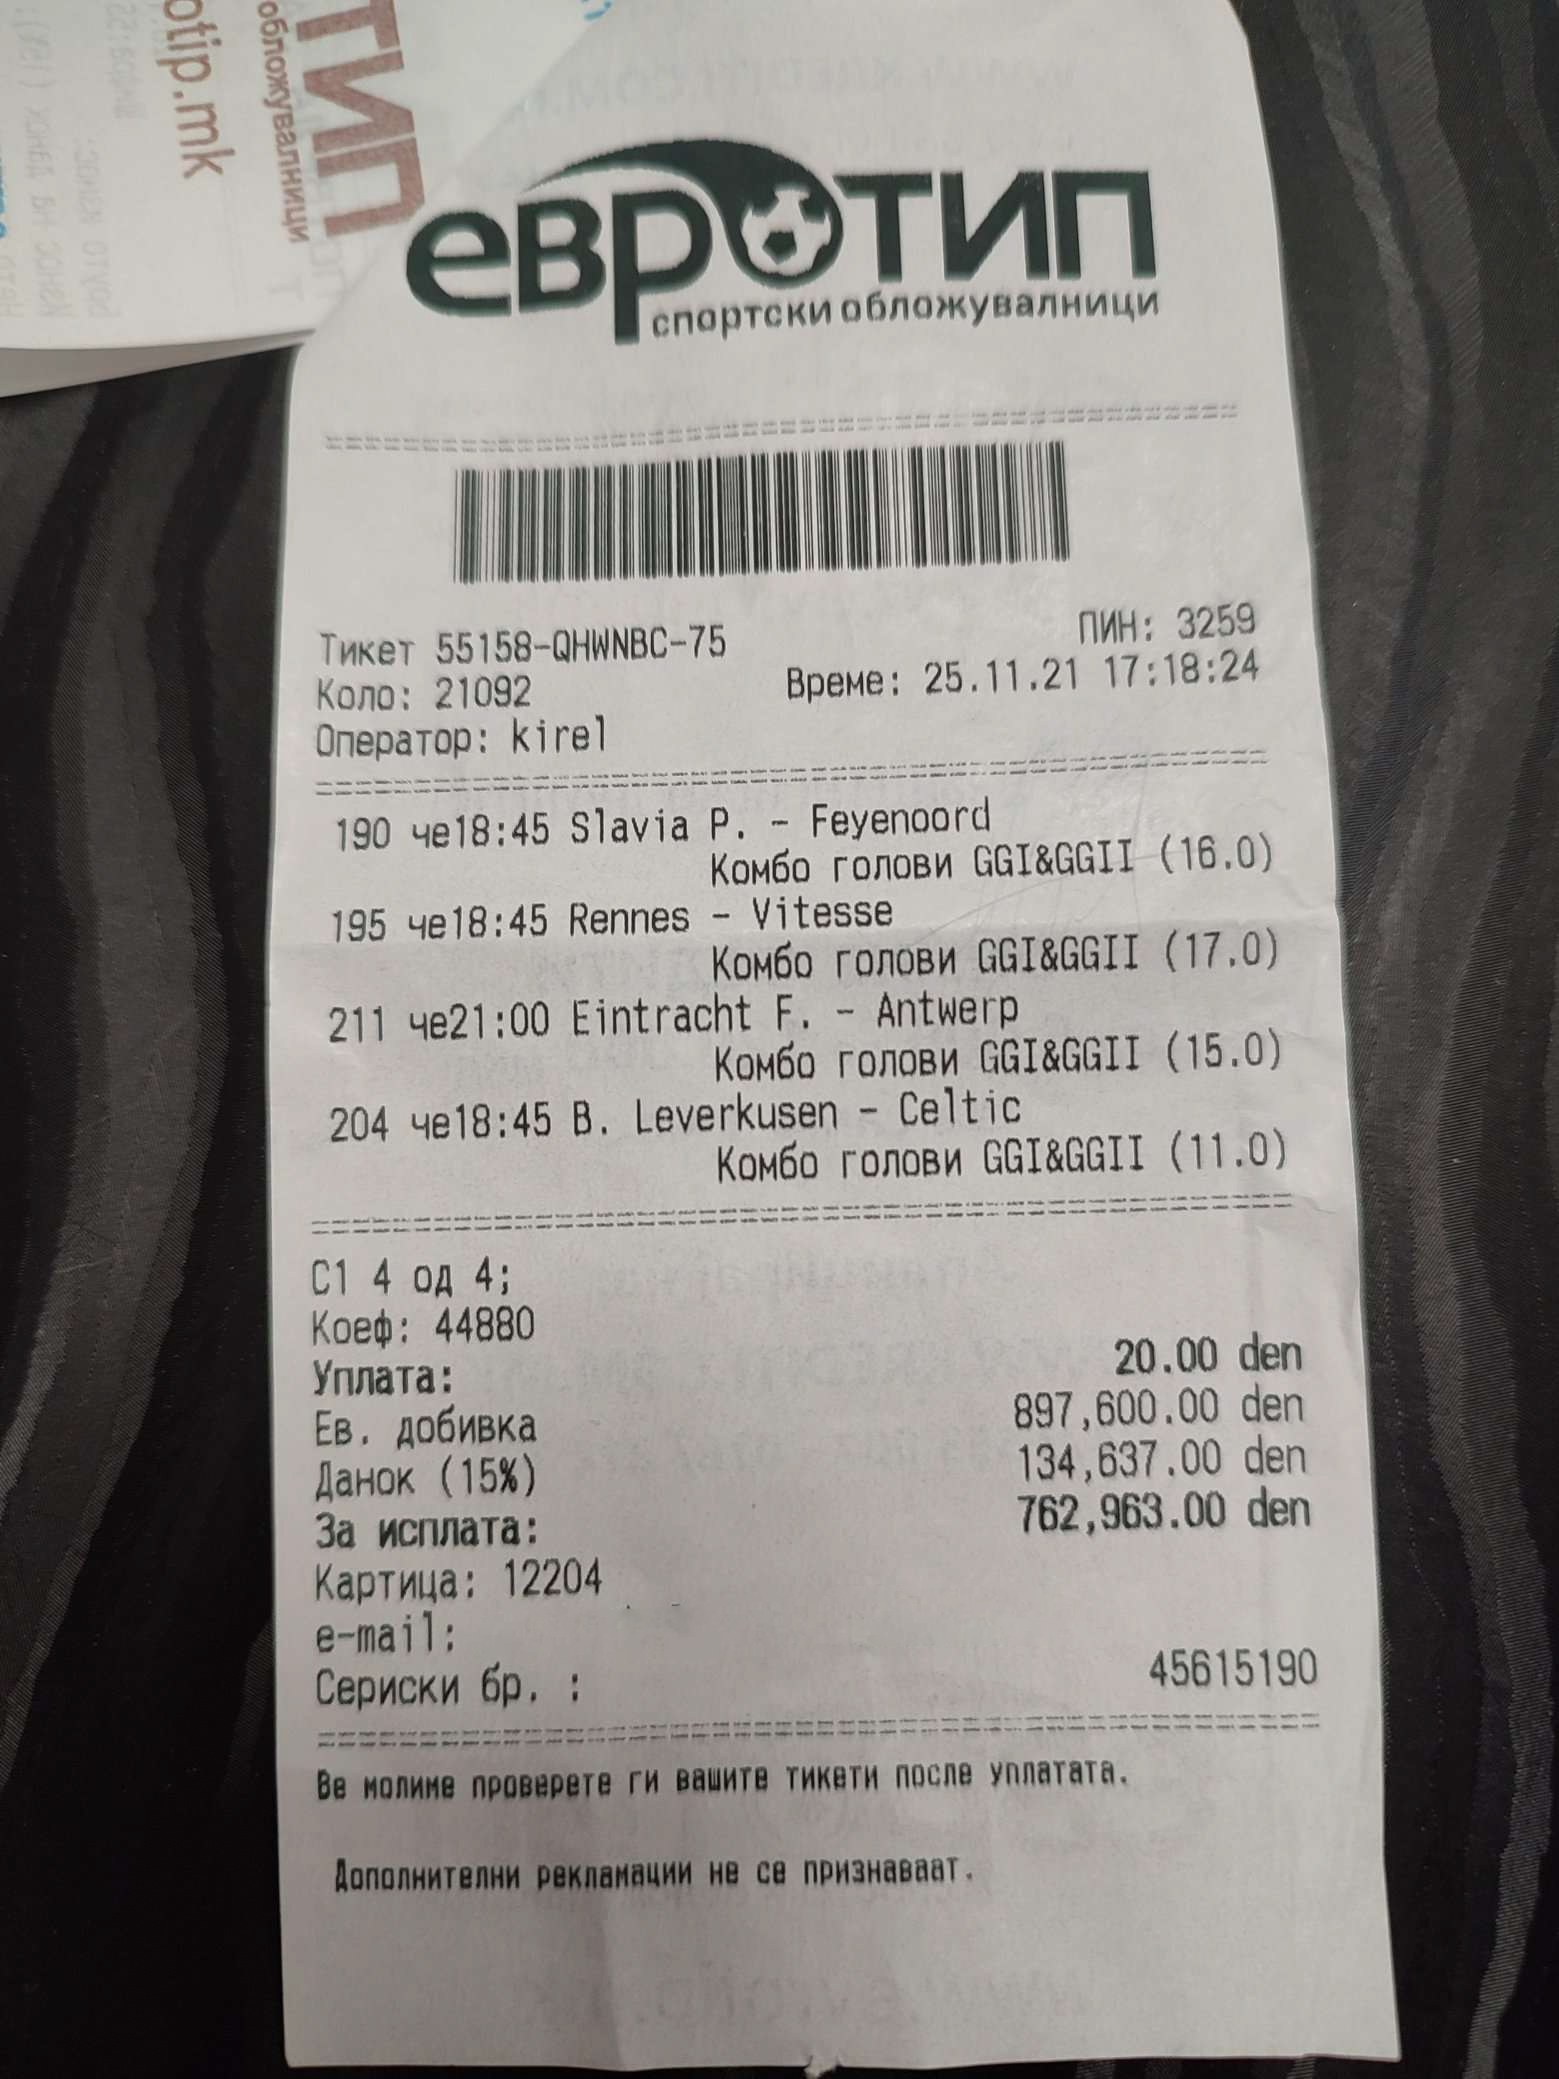 otip.mk
обложувалници
ТИП
евротип
спортски обложувалници
Тикет 55158-QHWNBC-75
ПИН: 3259
Коло: 21092
Време: 25.11.21 17:18:24
Оператор: kirel
190 че18:45 Slavia P. - Feyenoord
Комбо голови GGI&GGII (16.0)
195 че18:45 Rennes - Vitesse
Комбо голови GGI&GGII (17.0)
211 че21:00 Eintracht F. - Antwerp
Комбо голови GGI&GGII (15.0)
204 че18:45 B. Leverkusen - Celtic
Комбо голови GGI&GGII (11.0)
С1 4 од 4;
Коеф: 44880
Уплата: 20.00 den
Ев. добивка 897,600.00 den
Данок (15%) 134,637.00 den
За исплата: 762,963.00 den
Картица: 12204
e-mail:
Сериски бр. : 45615190
Ве молиме проверете ги вашите тикети после уплатата.
Дополнителни рекламации не се признаваат.